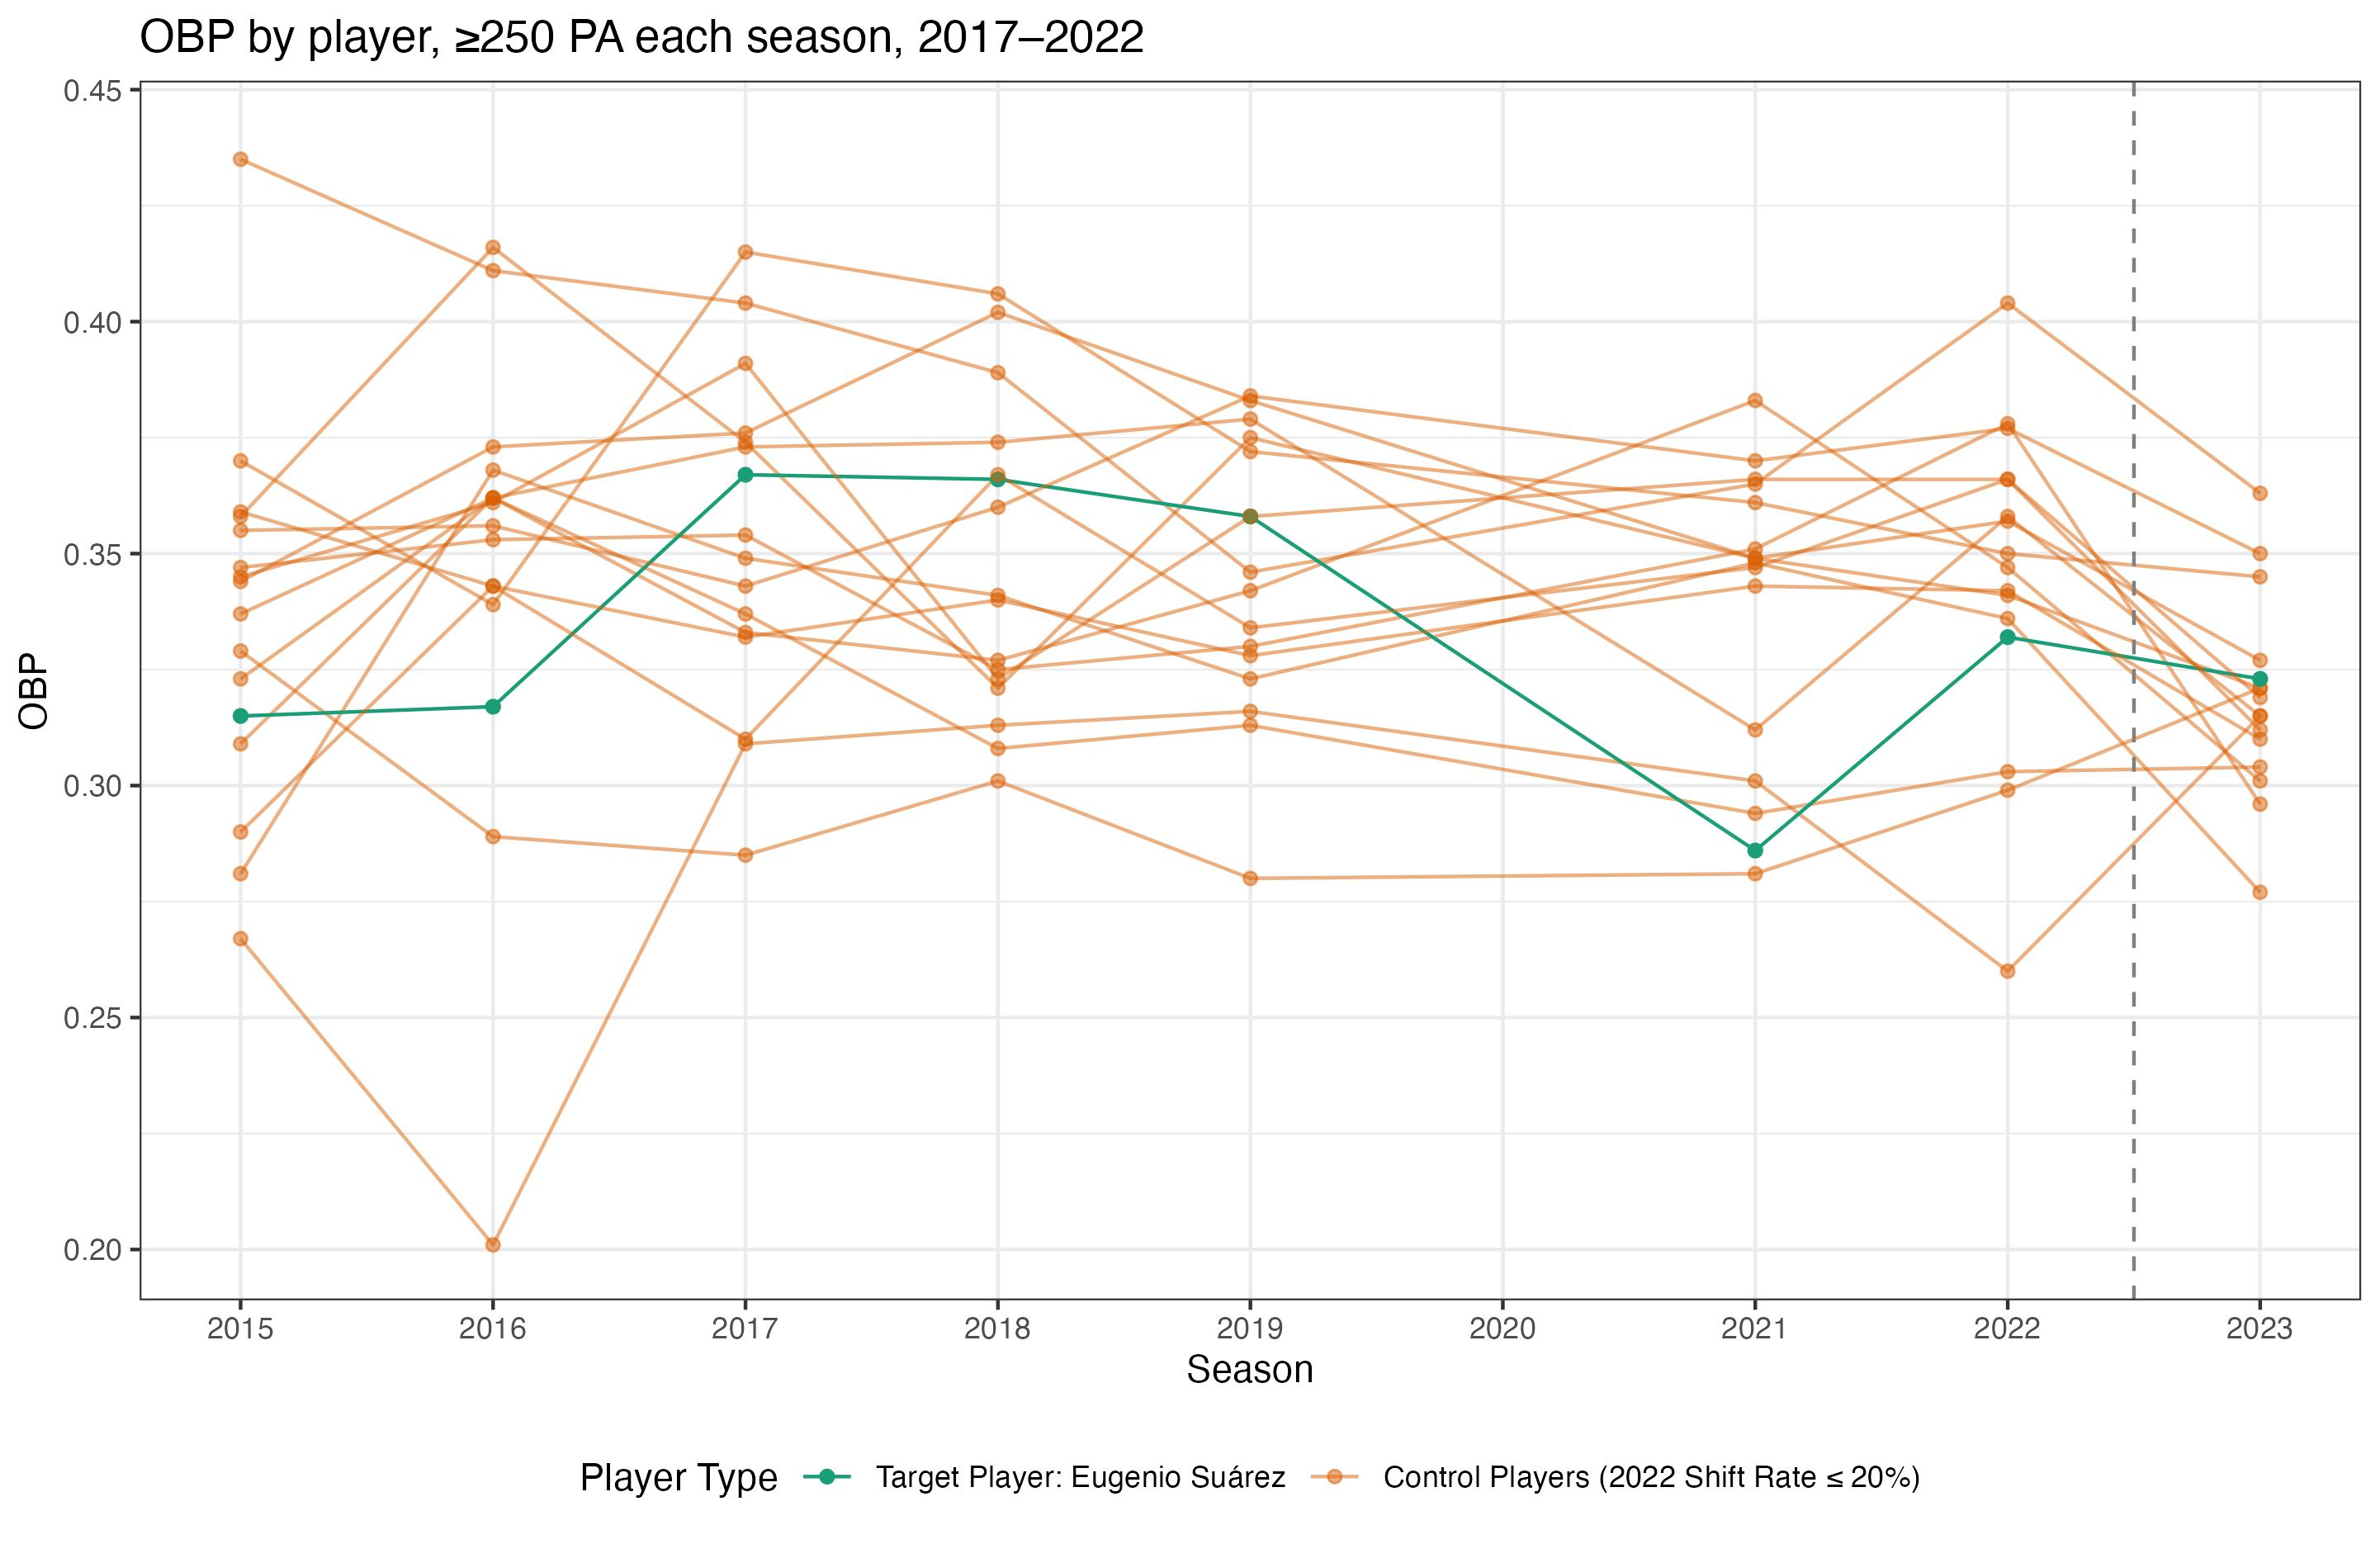 OBP by player, ≥250 PA each season, 2017–2022
0.45
0.40
0.35
0.30
0.25
0.20
OBP
2015 2016 2017 2018 2019 2020 2021 2022 2023
Season
Player Type Target Player: Eugenio Suárez Control Players (2022 Shift Rate ≤ 20%)